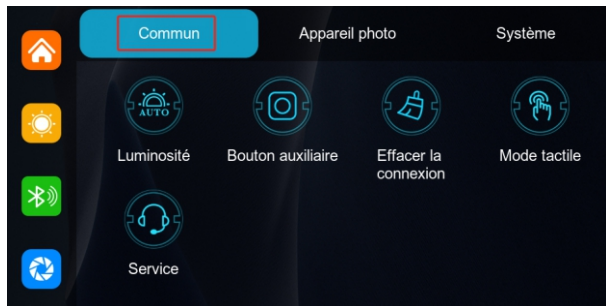 Commun
Appareil photo
Système
AUTO
Luminosité
Bouton auxiliaire
Effacer la
connexion
Mode tactile
Service